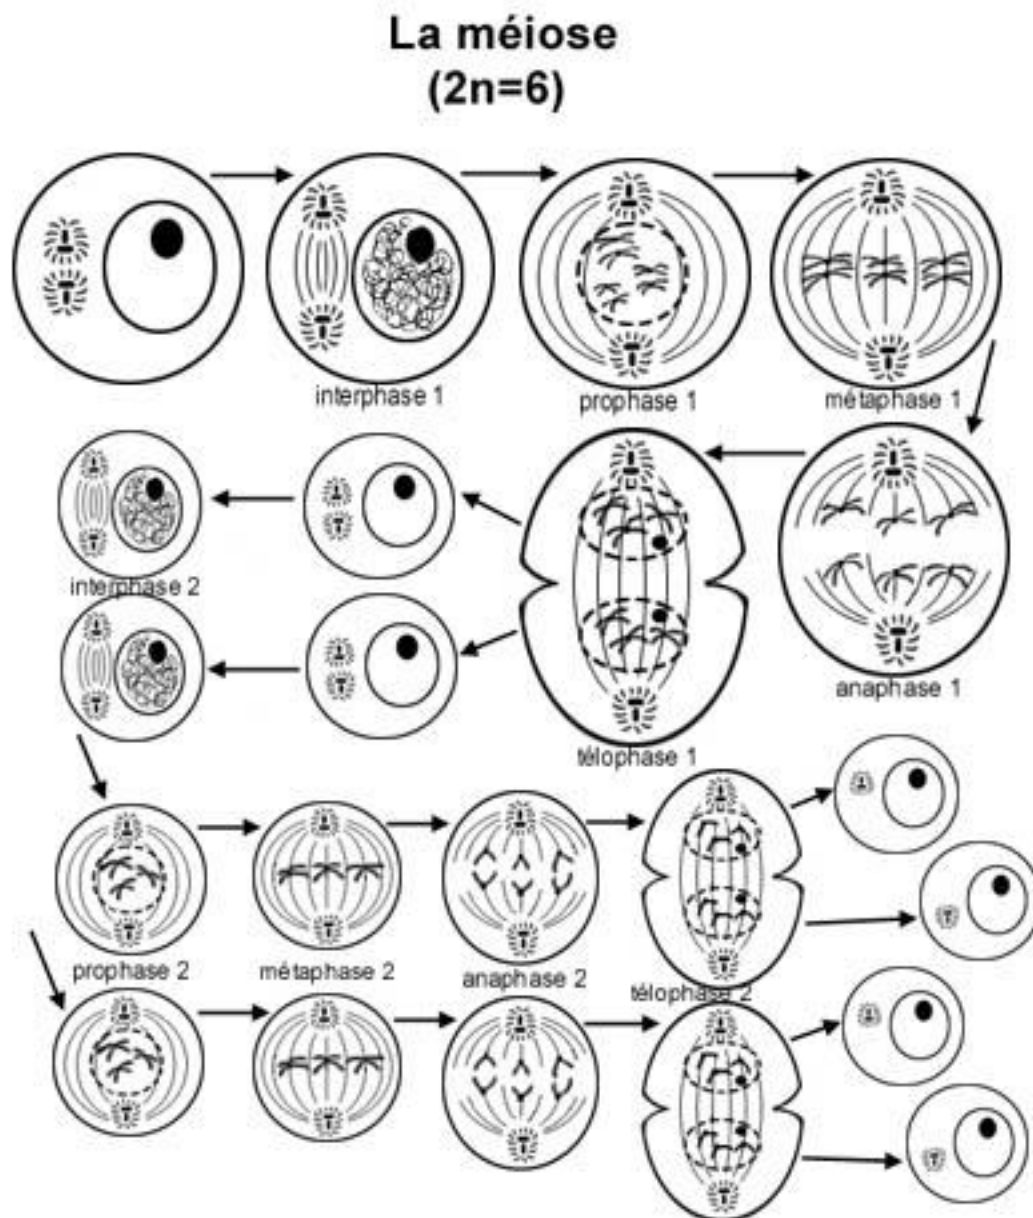 La méiose
(2n=6)
interphase 1
prophase 1
métaphase 1
interphase 2
anaphase 1
télophase 1
prophase 2
métaphase 2
anaphase 2
télophase 2